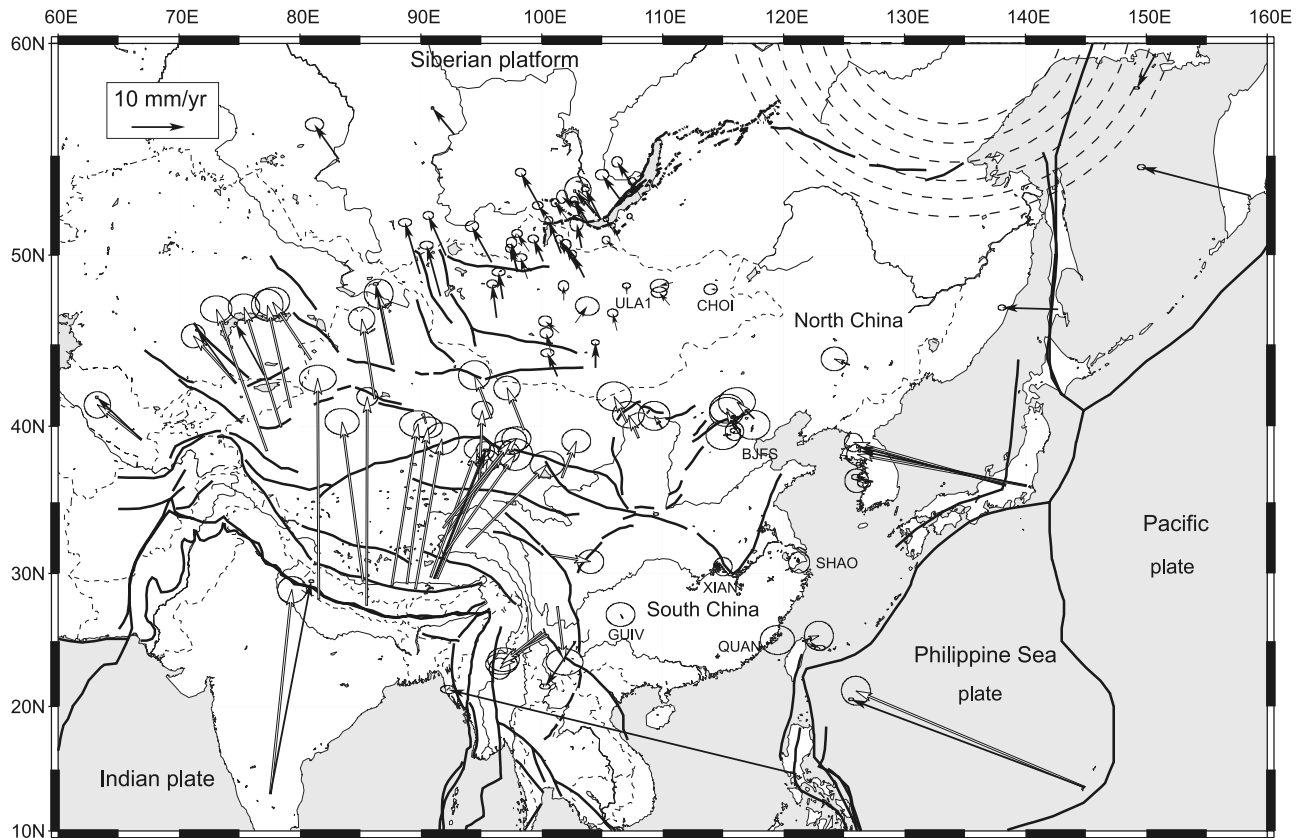 60E 70E 80E 90E 100E 110E 120E 130E 140E 150E 160E
60N
Siberian platform
10 mm/yr
50N
ULA1
CHOI
North China
40N
BJFS
Pacific
plate
SHAO
30N
XIAN
South China
GUIV
QUAN
Philippine Sea
plate
20N
Indian plate
10N